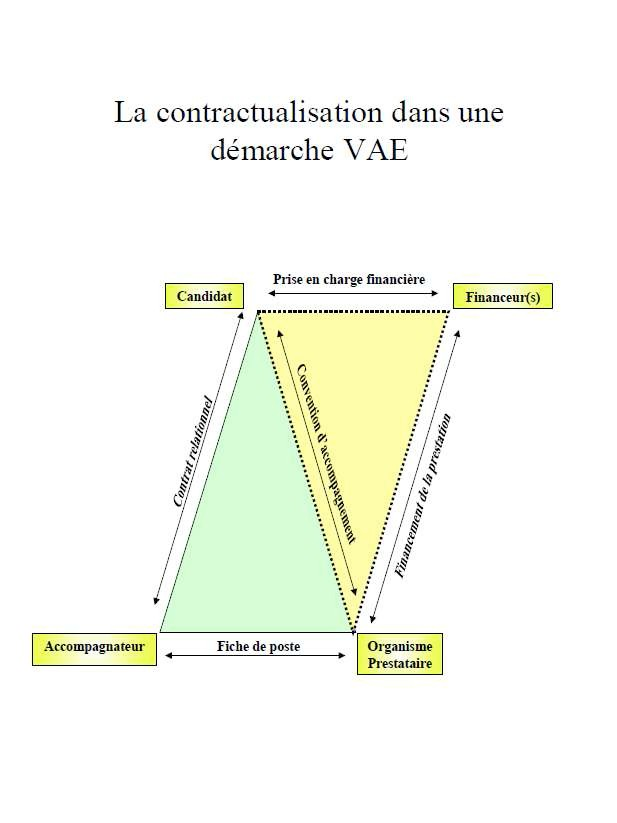 La contractualisation dans une
démarche VAE
Prise en charge financière
Candidat
Financeur(s)
Contrat relationnel
Convention d'accompagnement
Financement de la prestation
Accompagnateur
Fiche de poste
Organisme
Prestataire